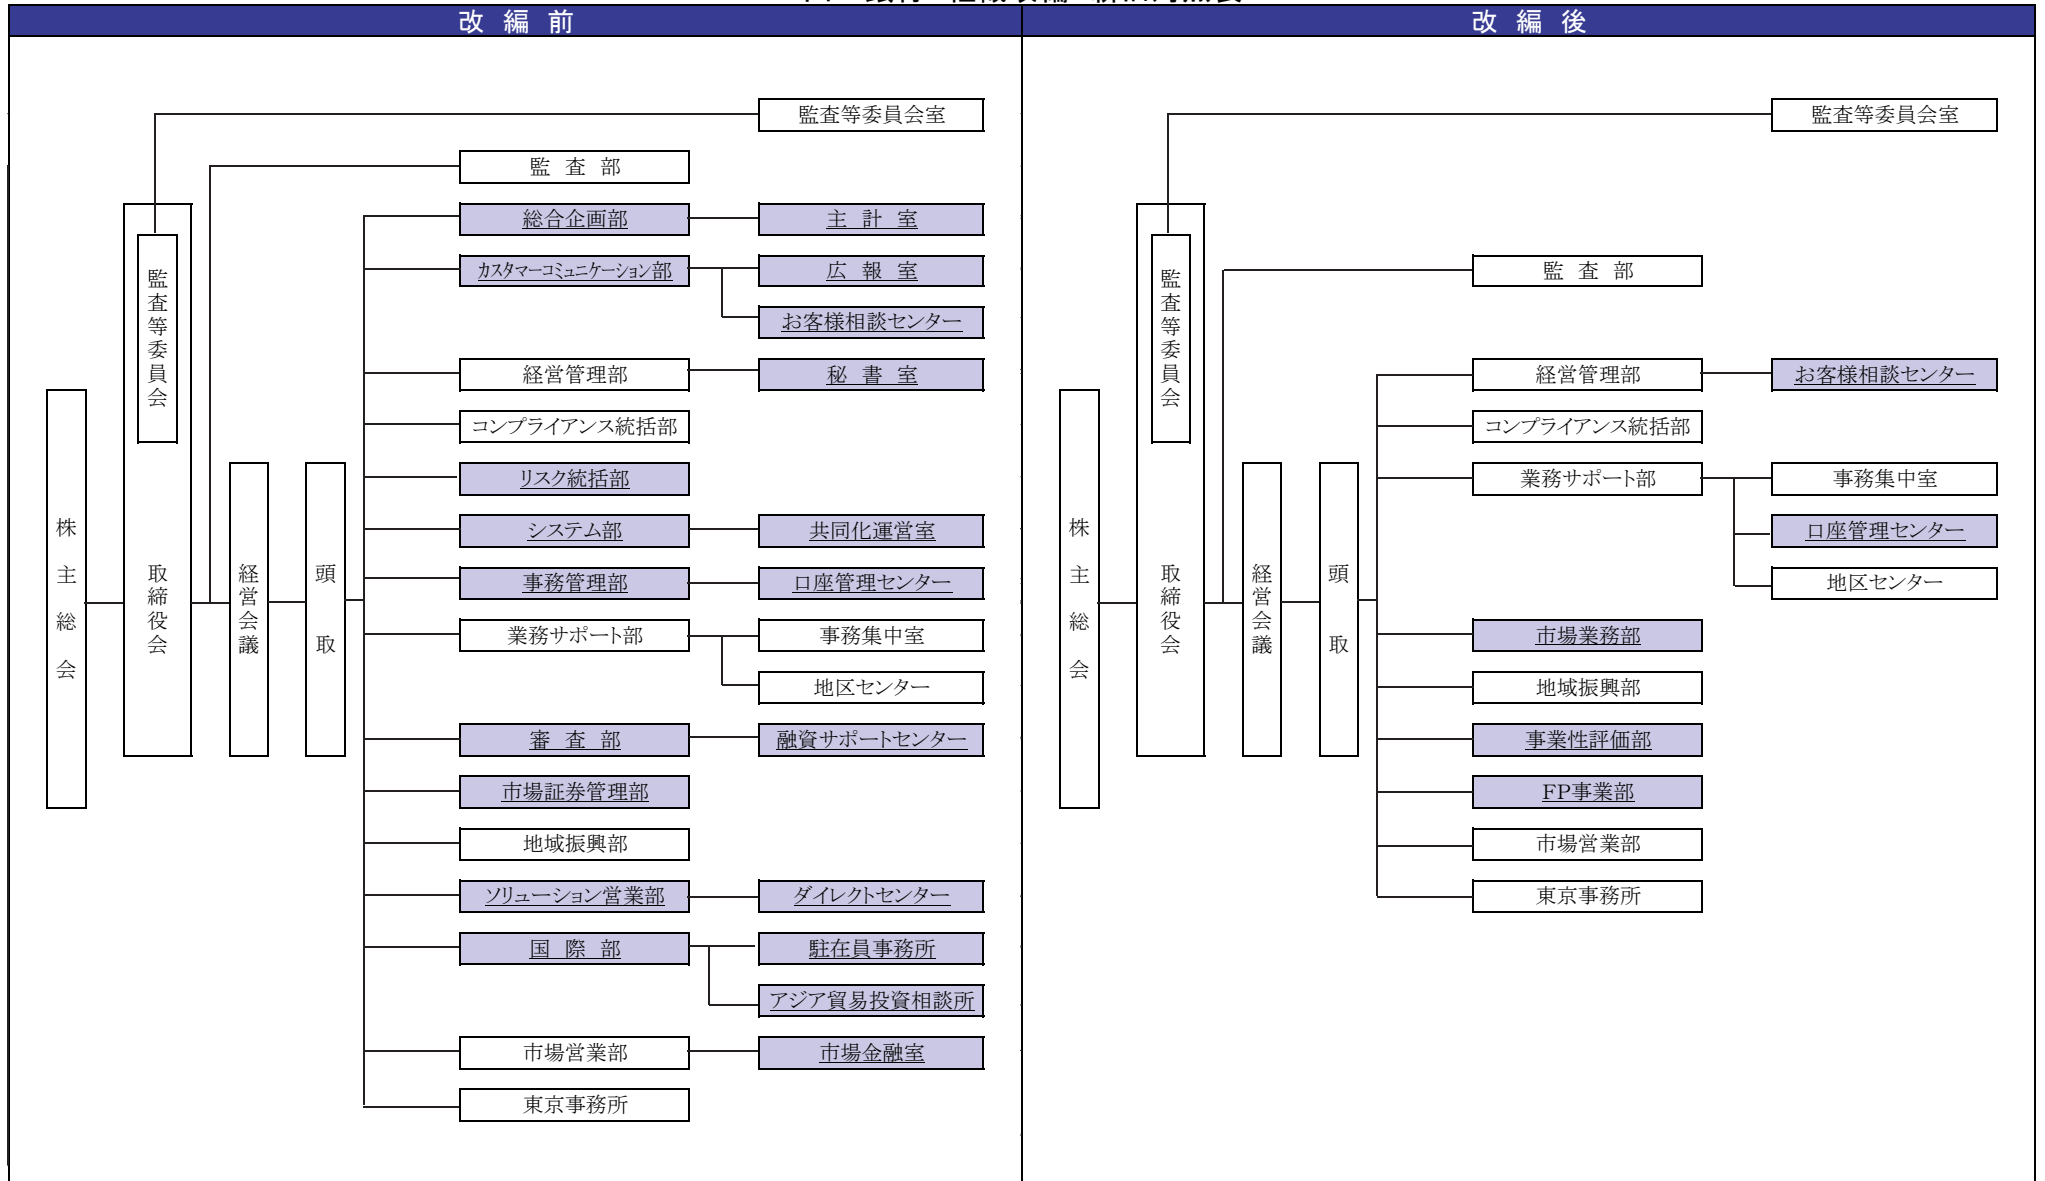 改編前
監査等委員会室
監査部
総合企画部
主計室
カスタマーコミュニケーション部
広報室
お客様相談センター
経営管理部
秘書室
コンプライアンス統括部
リスク統括部
システム部
共同化運営室
事務管理部
口座管理センター
業務サポート部
事務集中室
地区センター
審査部
融資サポートセンター
市場証券管理部
地域振興部
ソリューション営業部
ダイレクトセンター
国際部
駐在員事務所
アジア貿易投資相談所
市場営業部
市場金融室
東京事務所
株主総会
監査等委員会
取締役会
経営会議
頭取
改編後
監査等委員会室
監査部
経営管理部
お客様相談センター
コンプライアンス統括部
業務サポート部
事務集中室
口座管理センター
地区センター
市場業務部
地域振興部
事業性評価部
FP事業部
市場営業部
東京事務所
株主総会
監査等委員会
取締役会
経営会議
頭取